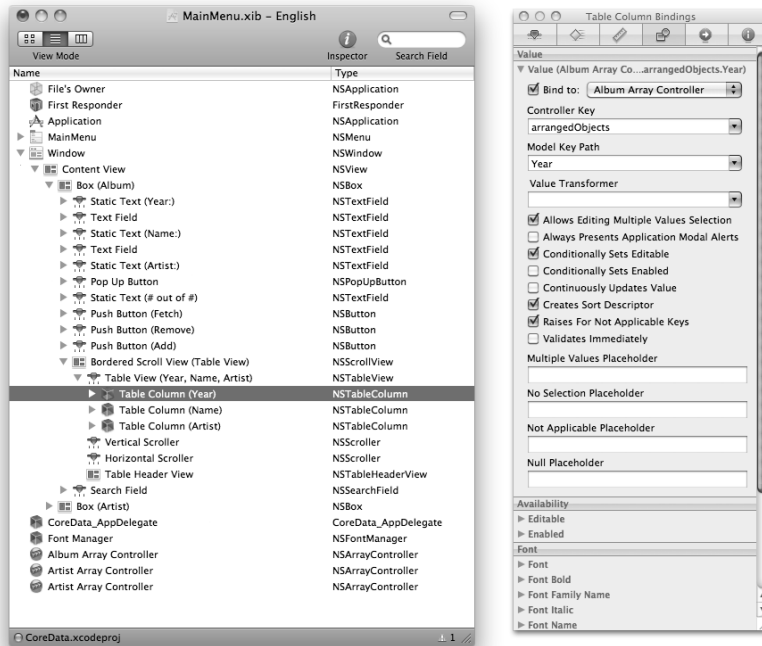 MainMenu.xib - English
View Mode
Inspector
Search Field
Name Type
File's Owner NSApplication
First Responder FirstResponder
Application NSApplication
MainMenu NSMenu
Window NSWindow
Content View NSView
Box (Album) NSBox
Static Text (Year:) NSTextField
Text Field NSTextField
Static Text (Name:) NSTextField
Text Field NSTextField
Static Text (Artist:) NSTextField
Pop Up Button NSPopUpButton
Static Text (# out of #) NSTextField
Push Button (Fetch) NSButton
Push Button (Remove) NSButton
Push Button (Add) NSButton
Bordered Scroll View (Table View) NSScrollView
Table View (Year, Name, Artist) NSTableView
Table Column (Year) NSTableColumn
Table Column (Name) NSTableColumn
Table Column (Artist) NSTableColumn
Vertical Scroller NSScroller
Horizontal Scroller NSScroller
Table Header View NSTableHeaderView
Search Field NSSearchField
Box (Artist) NSBox
CoreData_AppDelegate CoreData_AppDelegate
Font Manager NSFontManager
Album Array Controller NSArrayController
Artist Array Controller NSArrayController
Artist Array Controller NSArrayController
CoreData.xcodeproj 1
Table Column Bindings
Value
Value (Album Array Co....arrangedObjects.Year)
Bind to: Album Array Controller
Controller Key
arrangedObjects
Model Key Path
Year
Value Transformer
Allows Editing Multiple Values Selection
Always Presents Application Modal Alerts
Conditionally Sets Editable
Conditionally Sets Enabled
Continuously Updates Value
Creates Sort Descriptor
Raises For Not Applicable Keys
Validates Immediately
Multiple Values Placeholder
No Selection Placeholder
Not Applicable Placeholder
Null Placeholder
Availability
Editable
Enabled
Font
Font
Font Bold
Font Family Name
Font Italic
Font Name